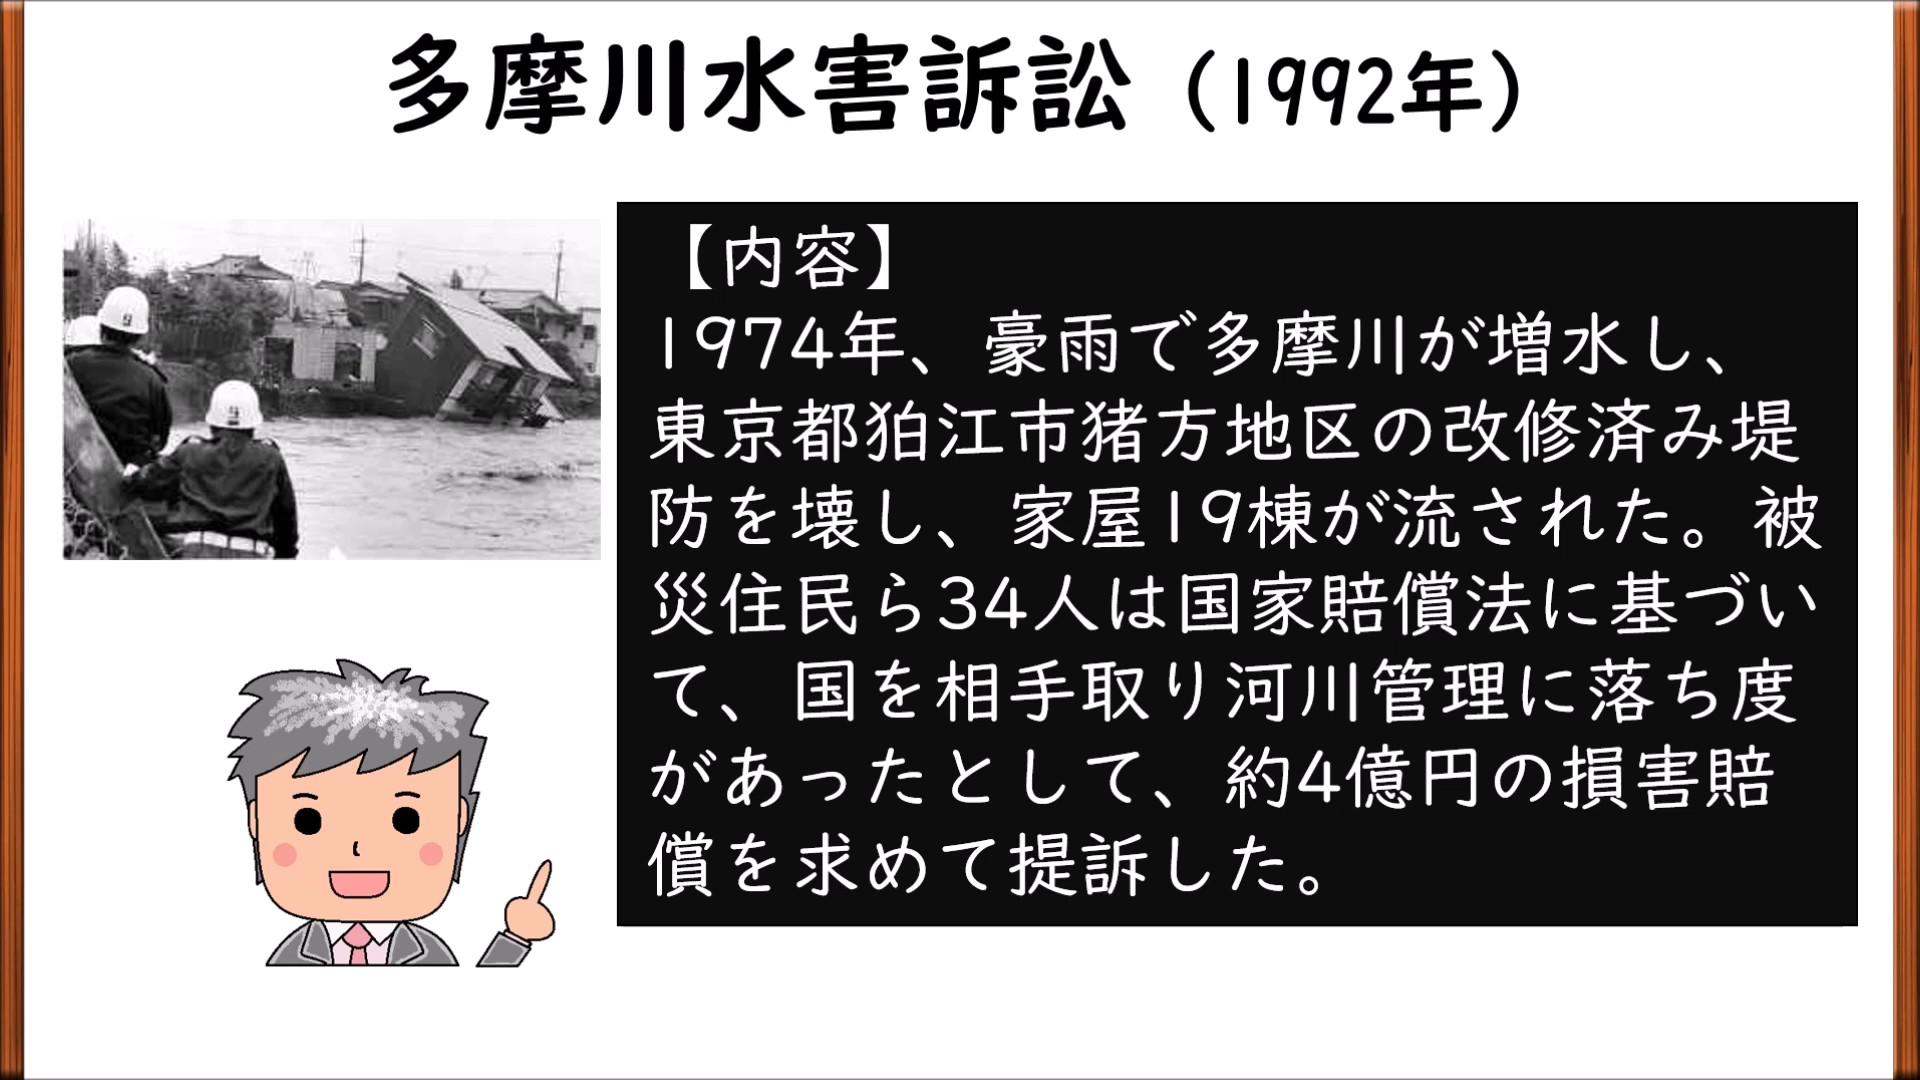 多摩川水害訴訟（1992年）
【内容】
1974年、豪雨で多摩川が増水し、
東京都狛江市猪方地区の改修済み堤
防を壊し、家屋19棟が流された。被
災住民ら34人は国家賠償法に基づい
て、国を相手取り河川管理に落ち度
があったとして、約4億円の損害賠
償を求めて提訴した。